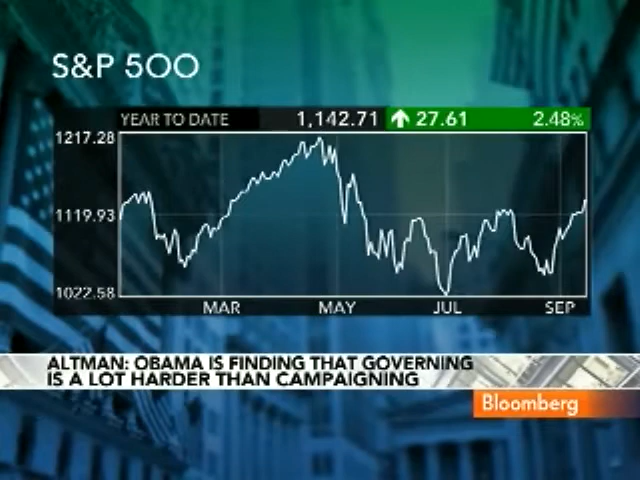 S&P 500
YEAR TO DATE 1,142.71 27.61 2.48%
1217.28
1119.93
1022.58
MAR MAY JUL SEP
ALTMAN: OBAMA IS FINDING THAT GOVERNING
IS A LOT HARDER THAN CAMPAIGNING
Bloomberg